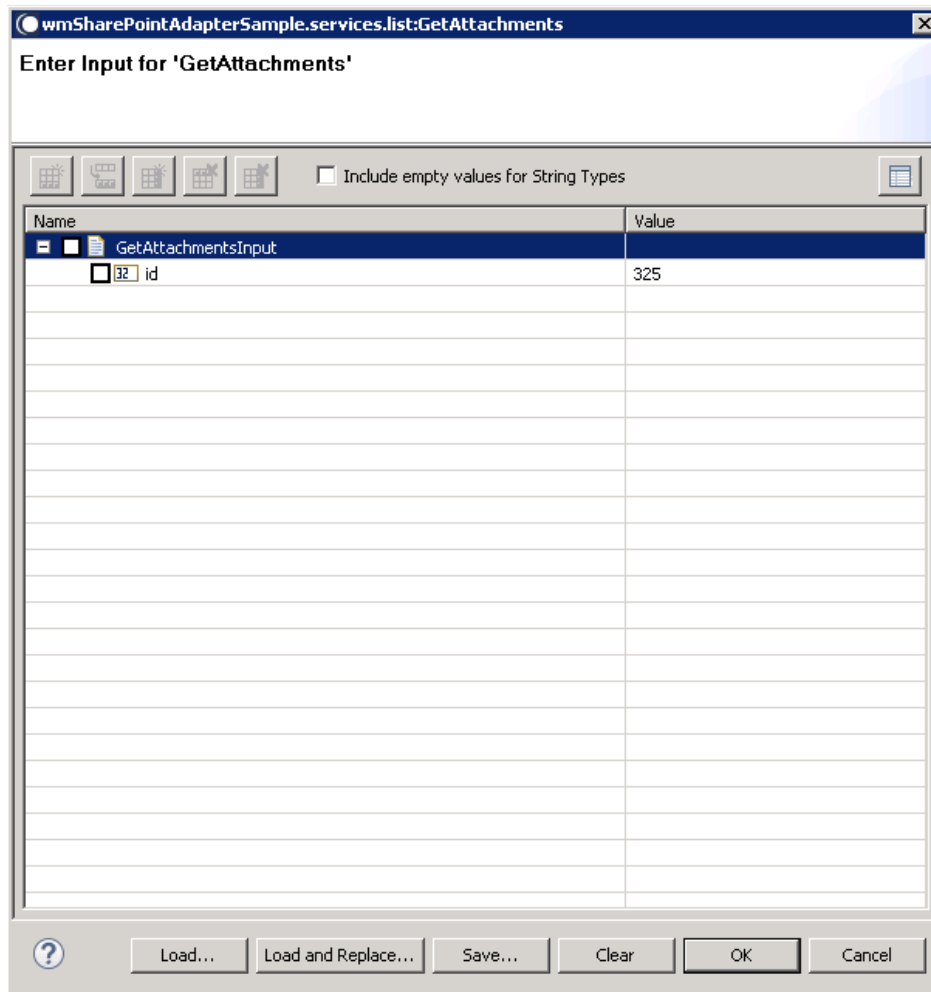 wmSharePointAdapterSample.services.list:GetAttachments
Enter Input for 'GetAttachments'
Include empty values for String Types
Name Value
GetAttachmentsInput
32 id 325
? Load... Load and Replace... Save... Clear OK Cancel